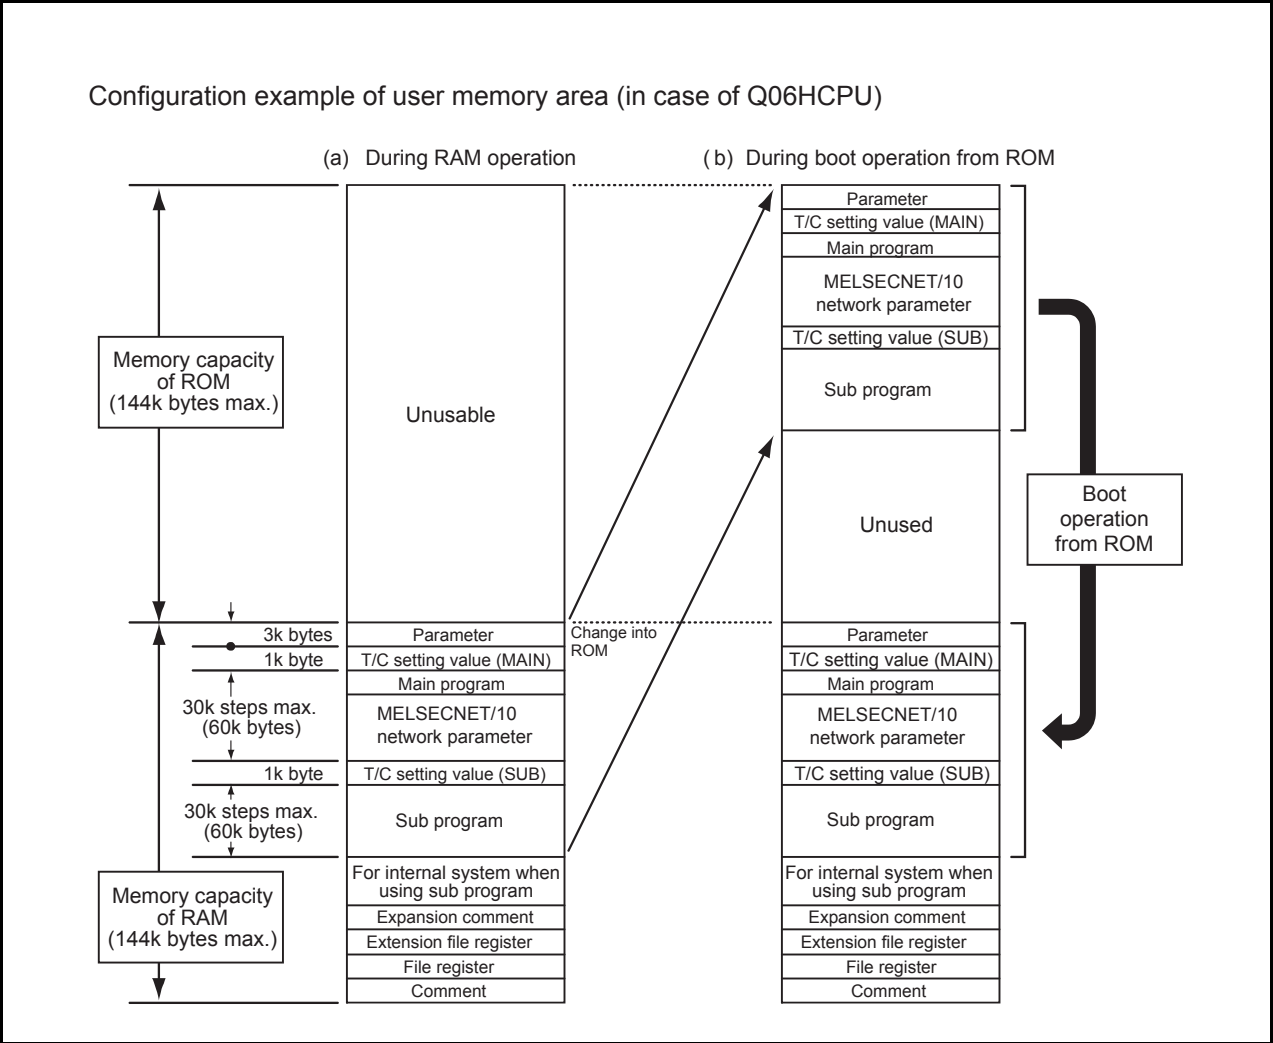 Configuration example of user memory area (in case of Q06HCPU)
(a) During RAM operation
(b) During boot operation from ROM
Memory capacity
of ROM
(144k bytes max.)
3k bytes
1k byte
30k steps max.
(60k bytes)
1k byte
30k steps max.
(60k bytes)
Memory capacity
of RAM
(144k bytes max.)
Unusable
Parameter
T/C setting value (MAIN)
Main program
MELSECNET/10
network parameter
T/C setting value (SUB)
Sub program
For internal system when
using sub program
Expansion comment
Extension file register
File register
Comment
Change into
ROM
Parameter
T/C setting value (MAIN)
Main program
MELSECNET/10
network parameter
T/C setting value (SUB)
Sub program
Unused
Parameter
T/C setting value (MAIN)
Main program
MELSECNET/10
network parameter
T/C setting value (SUB)
Sub program
For internal system when
using sub program
Expansion comment
Extension file register
File register
Comment
Boot
operation
from ROM